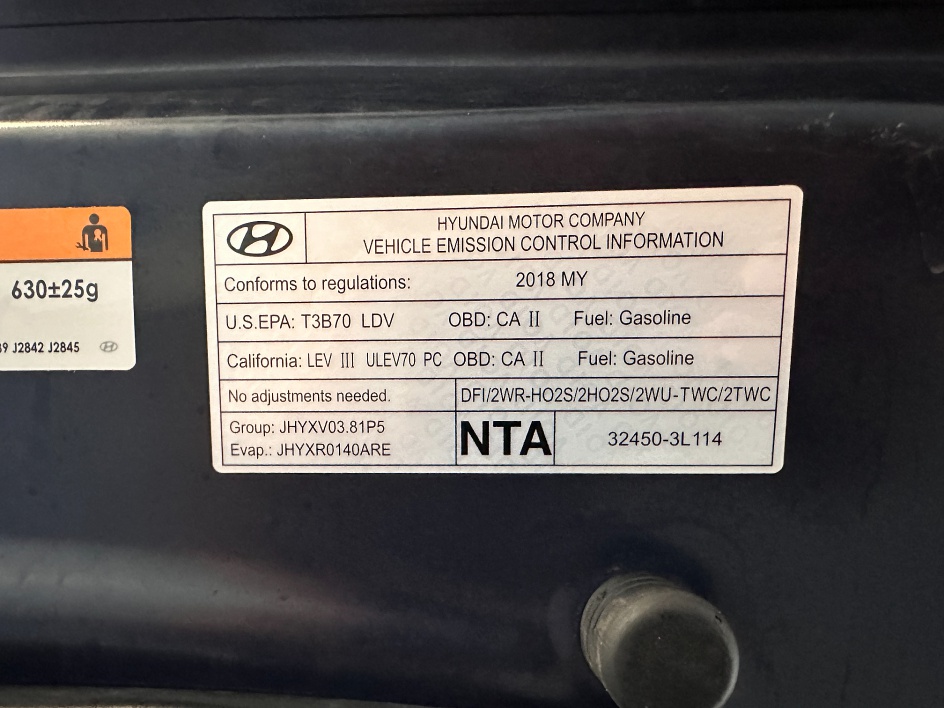 HYUNDAI MOTOR COMPANY
VEHICLE EMISSION CONTROL INFORMATION
Conforms to regulations: 2018 MY
U.S.EPA: T3B70 LDV OBD: CA II Fuel: Gasoline
California: LEV III ULEV70 PC OBD: CA II Fuel: Gasoline
No adjustments needed. DFI/2WR-HO2S/2HO2S/2WU-TWC/2TWC
Group: JHYXV03.81P5
Evap.: JHYXR0140ARE
NTA
32450-3L114
630±25g
J2842 J2845